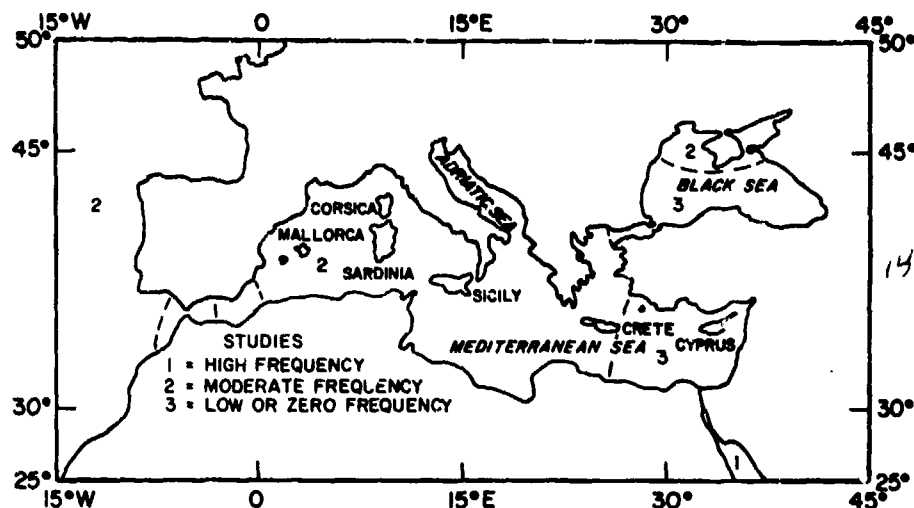 15°W 0 15°E 30° 45°
50° 50°
45° 45°
ADRIATIC SEA
2
BLACK SEA
2 3
CORSICA
MALLORCA
2
SARDINIA
SICILY
CRETE
CYPRUS
MEDITERRANEAN SEA 3
STUDIES
1 = HIGH FREQUENCY
2 = MODERATE FREQUENCY
3 = LOW OR ZERO FREQUENCY
30° 30°
1
25° 25°
15°W 0 15°E 30° 45°